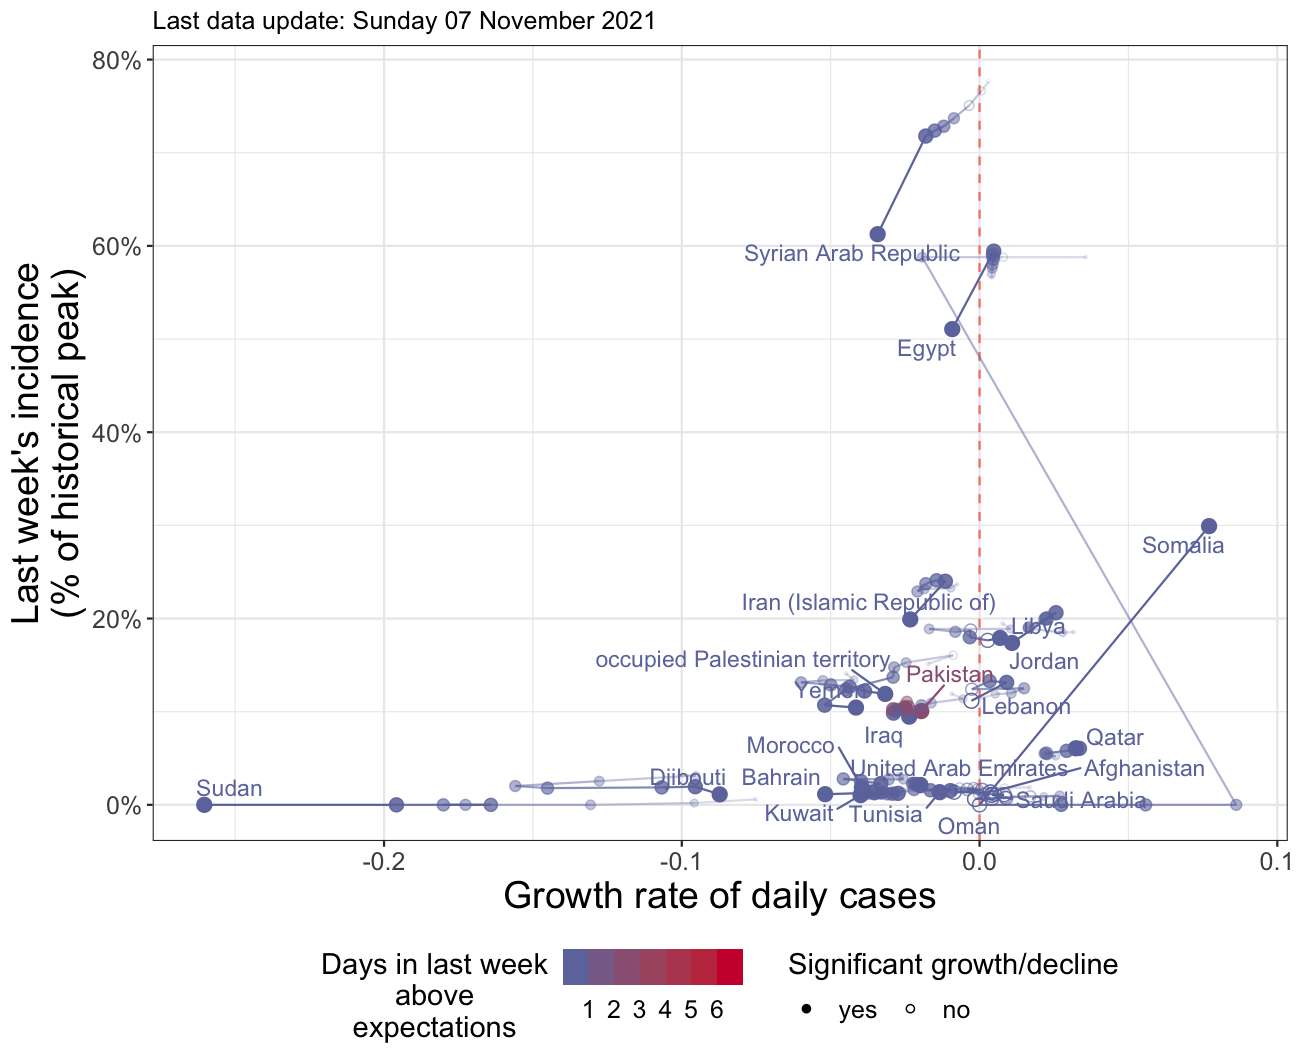 Last data update: Sunday 07 November 2021
80%
60%
40%
20%
0%
Last week's incidence
(% of historical peak)
Syrian Arab Republic
Egypt
Somalia
Iran (Islamic Republic of)
Libya
occupied Palestinian territory
Jordan
Pakistan
Yemen
Lebanon
Iraq
Qatar
Morocco
United Arab Emirates
Afghanistan
Djibouti
Bahrain
Sudan
Saudi Arabia
Kuwait
Tunisia
Oman
-0.2
-0.1
0.0
0.1
Growth rate of daily cases
Days in last week
above
expectations
1 2 3 4 5 6
Significant growth/decline
yes
no